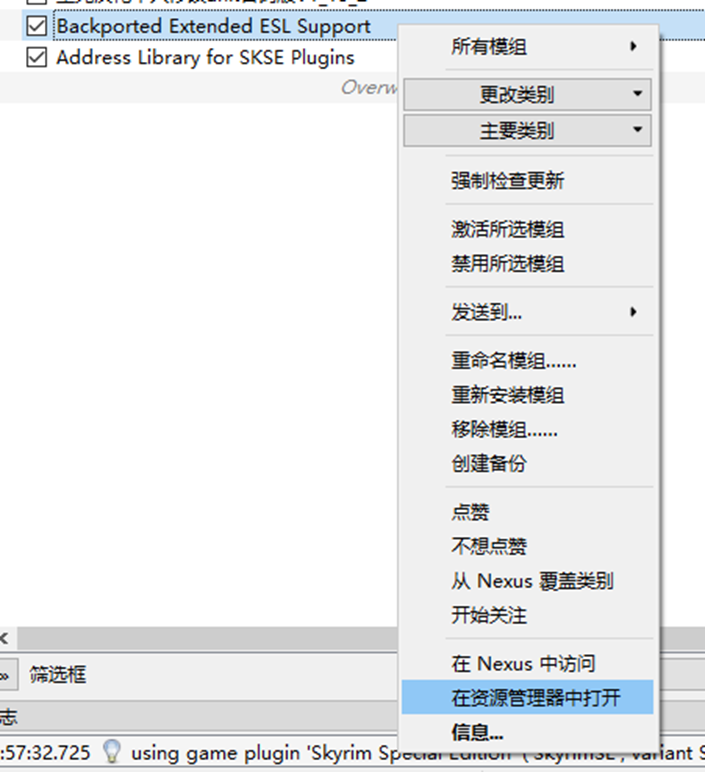 Backported Extended ESL Support
Address Library for SKSE Plugins
Overw
所有模组
更改类别
主要类别
强制检查更新
激活所选模组
禁用所选模组
发送到...
重命名模组......
重新安装模组
移除模组......
创建备份
点赞
不想点赞
从 Nexus 覆盖类别
开始关注
在 Nexus 中访问
在资源管理器中打开
信息...
筛选框
志
:57:32.725 using game plugin 'Skyrim Special Edition' ('SkyrimSE', variant S